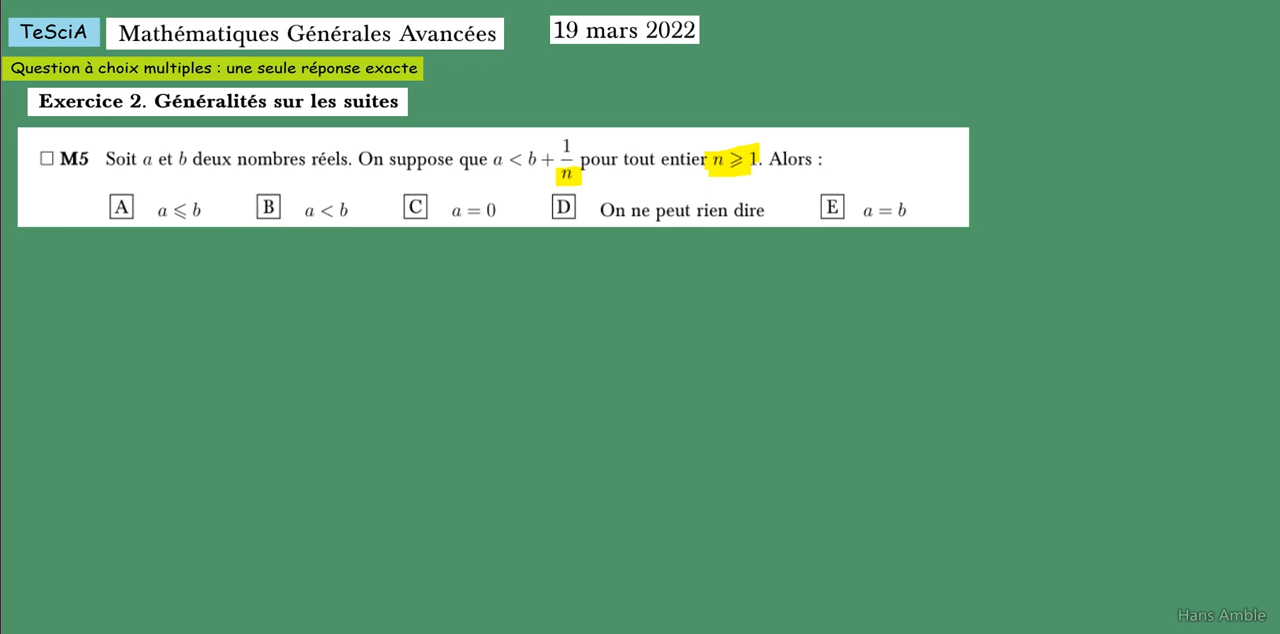 TeSciA Mathématiques Générales Avancées 19 mars 2022
Question à choix multiples : une seule réponse exacte
Exercice 2. Généralités sur les suites
☐ M5 Soit a et b deux nombres réels. On suppose que a < b + 1/n pour tout entier n ⩾ 1. Alors :
A a ⩽ b B a < b C a = 0 D On ne peut rien dire E a = b
Hans Amble